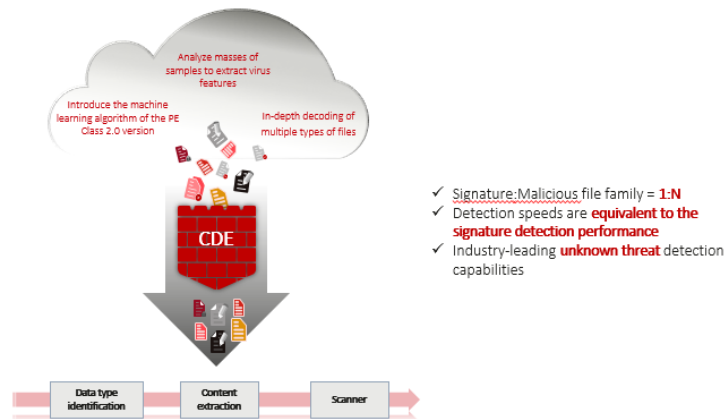 Analyze masses of
samples to extract virus
features
Introduce the machine
learning algorithm of the PE
Class 2.0 version
In-depth decoding of
multiple types of files
CDE
✓ Signature:Malicious file family = 1:N
✓ Detection speeds are equivalent to the
signature detection performance
✓ Industry-leading unknown threat detection
capabilities
Data type
identification
Content
extraction
Scanner